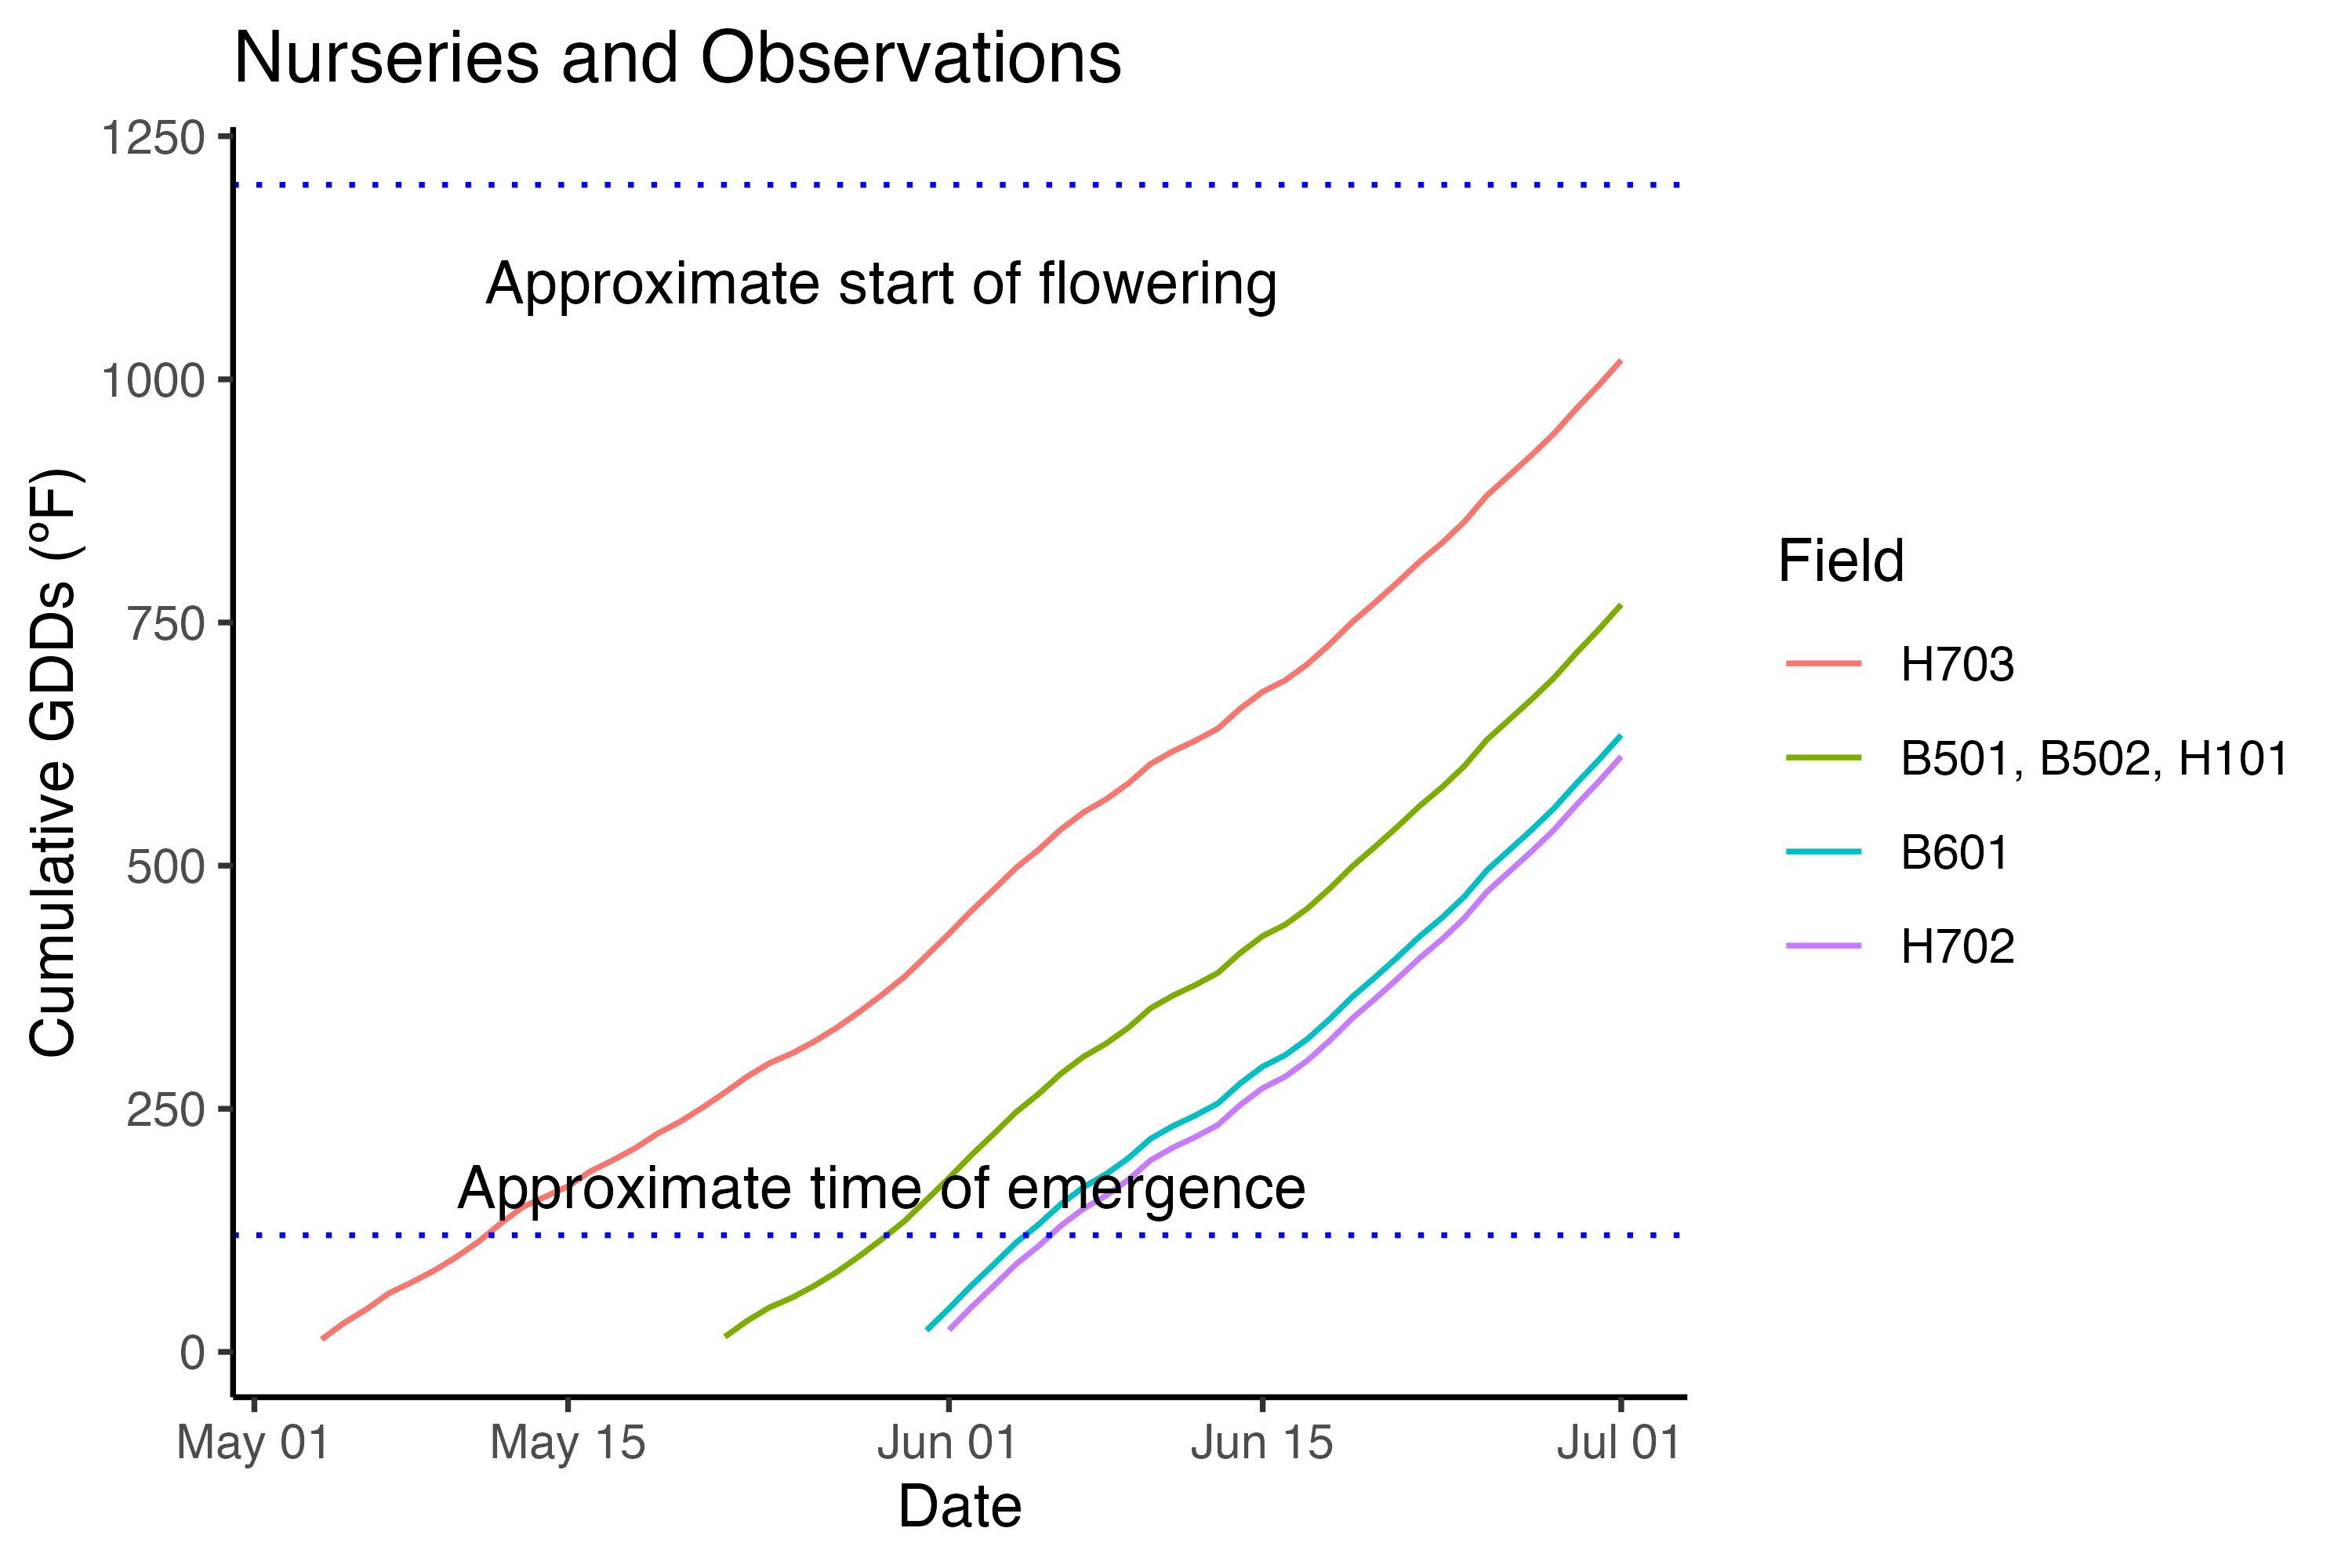 Nurseries and Observations
1250
1000
750
500
250
0
Cumulative GDDs (ºF)
Approximate start of flowering
Approximate time of emergence
May 01
May 15
Jun 01
Jun 15
Jul 01
Date
Field
H703
B501, B502, H101
B601
H702